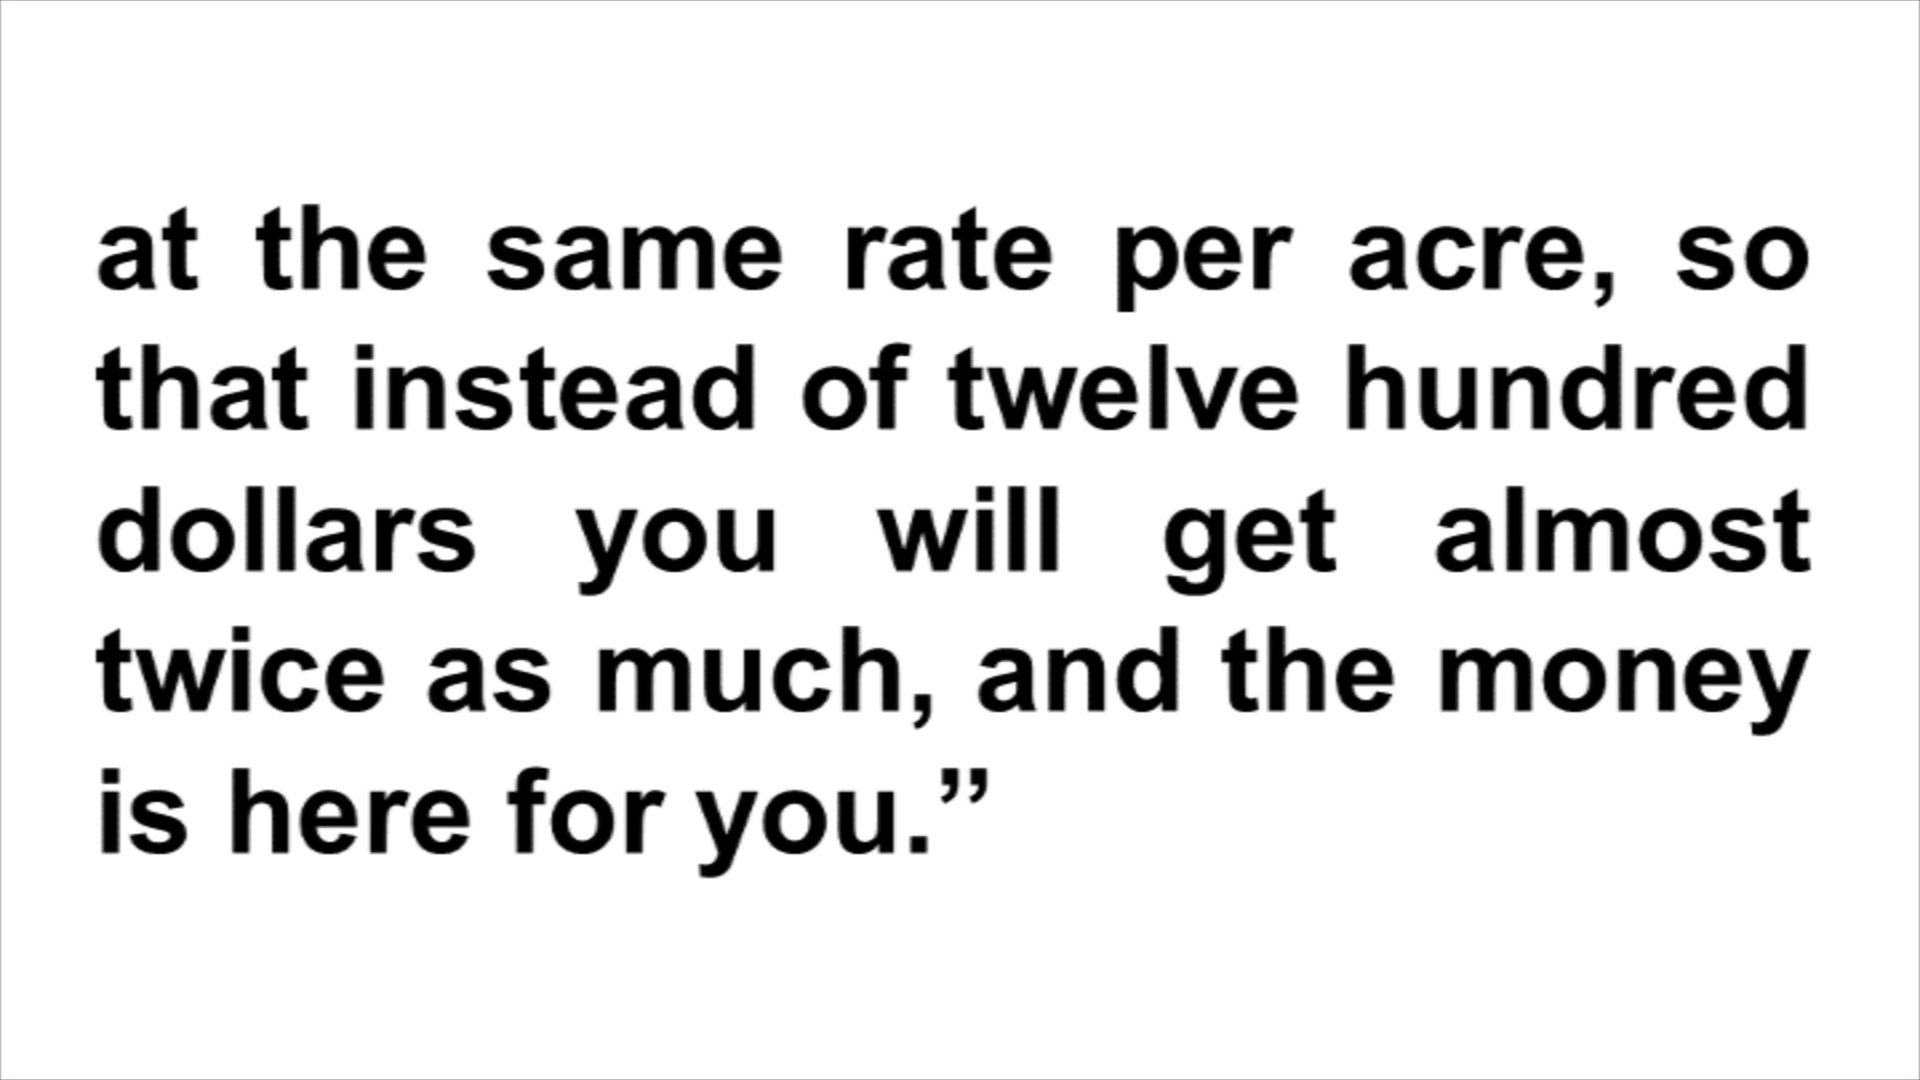 at the same rate per acre, so
that instead of twelve hundred
dollars you will get almost
twice as much, and the money
is here for you.”